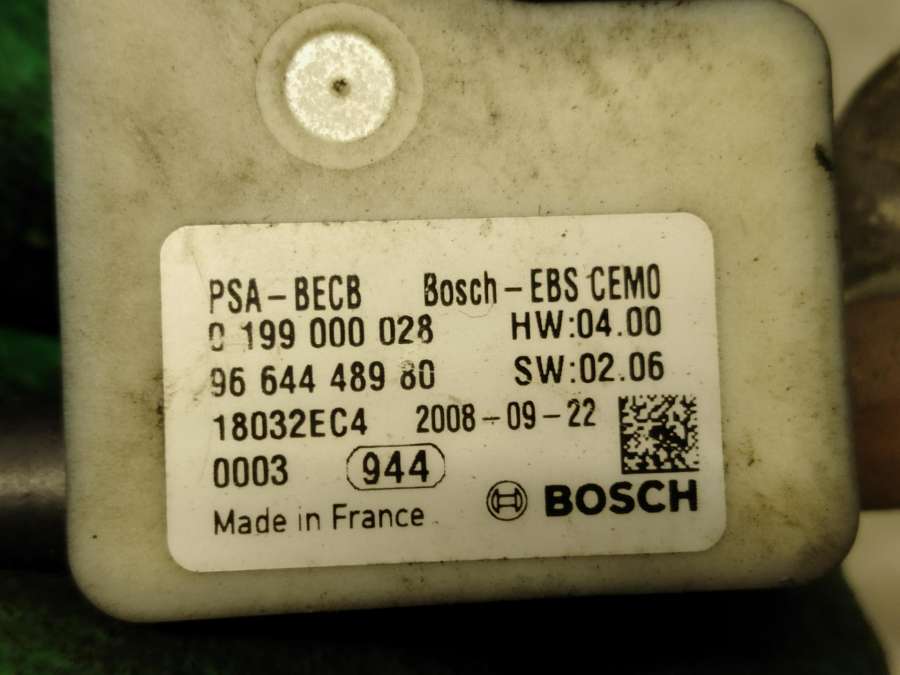 PSA-BECB Bosch-EBS CEM0
0 199 000 028 HW:04.00
96 644 489 80 SW:02.06
18032EC4 2008-09-22
0003 944
Made in France BOSCH